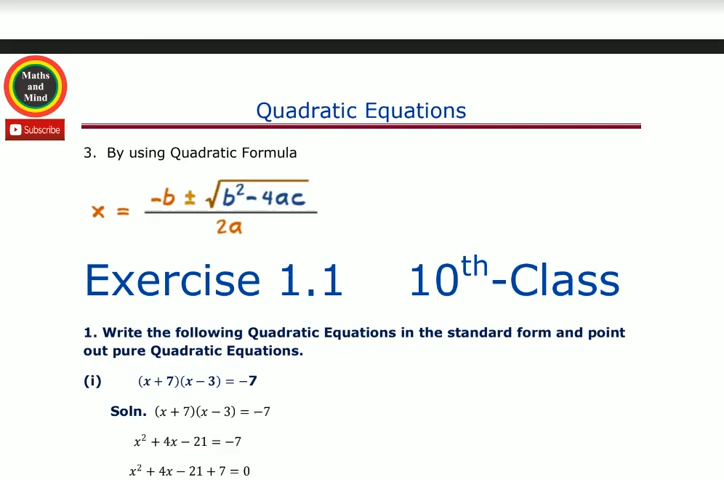 Maths
and
Mind
Subscribe
Quadratic Equations
3. By using Quadratic Formula
x = -b ± √b² - 4ac / 2a
Exercise 1.1 10th-Class
1. Write the following Quadratic Equations in the standard form and point
out pure Quadratic Equations.
(i) (x + 7)(x − 3) = −7
Soln. (x + 7)(x − 3) = −7
x² + 4x − 21 = −7
x² + 4x − 21 + 7 = 0